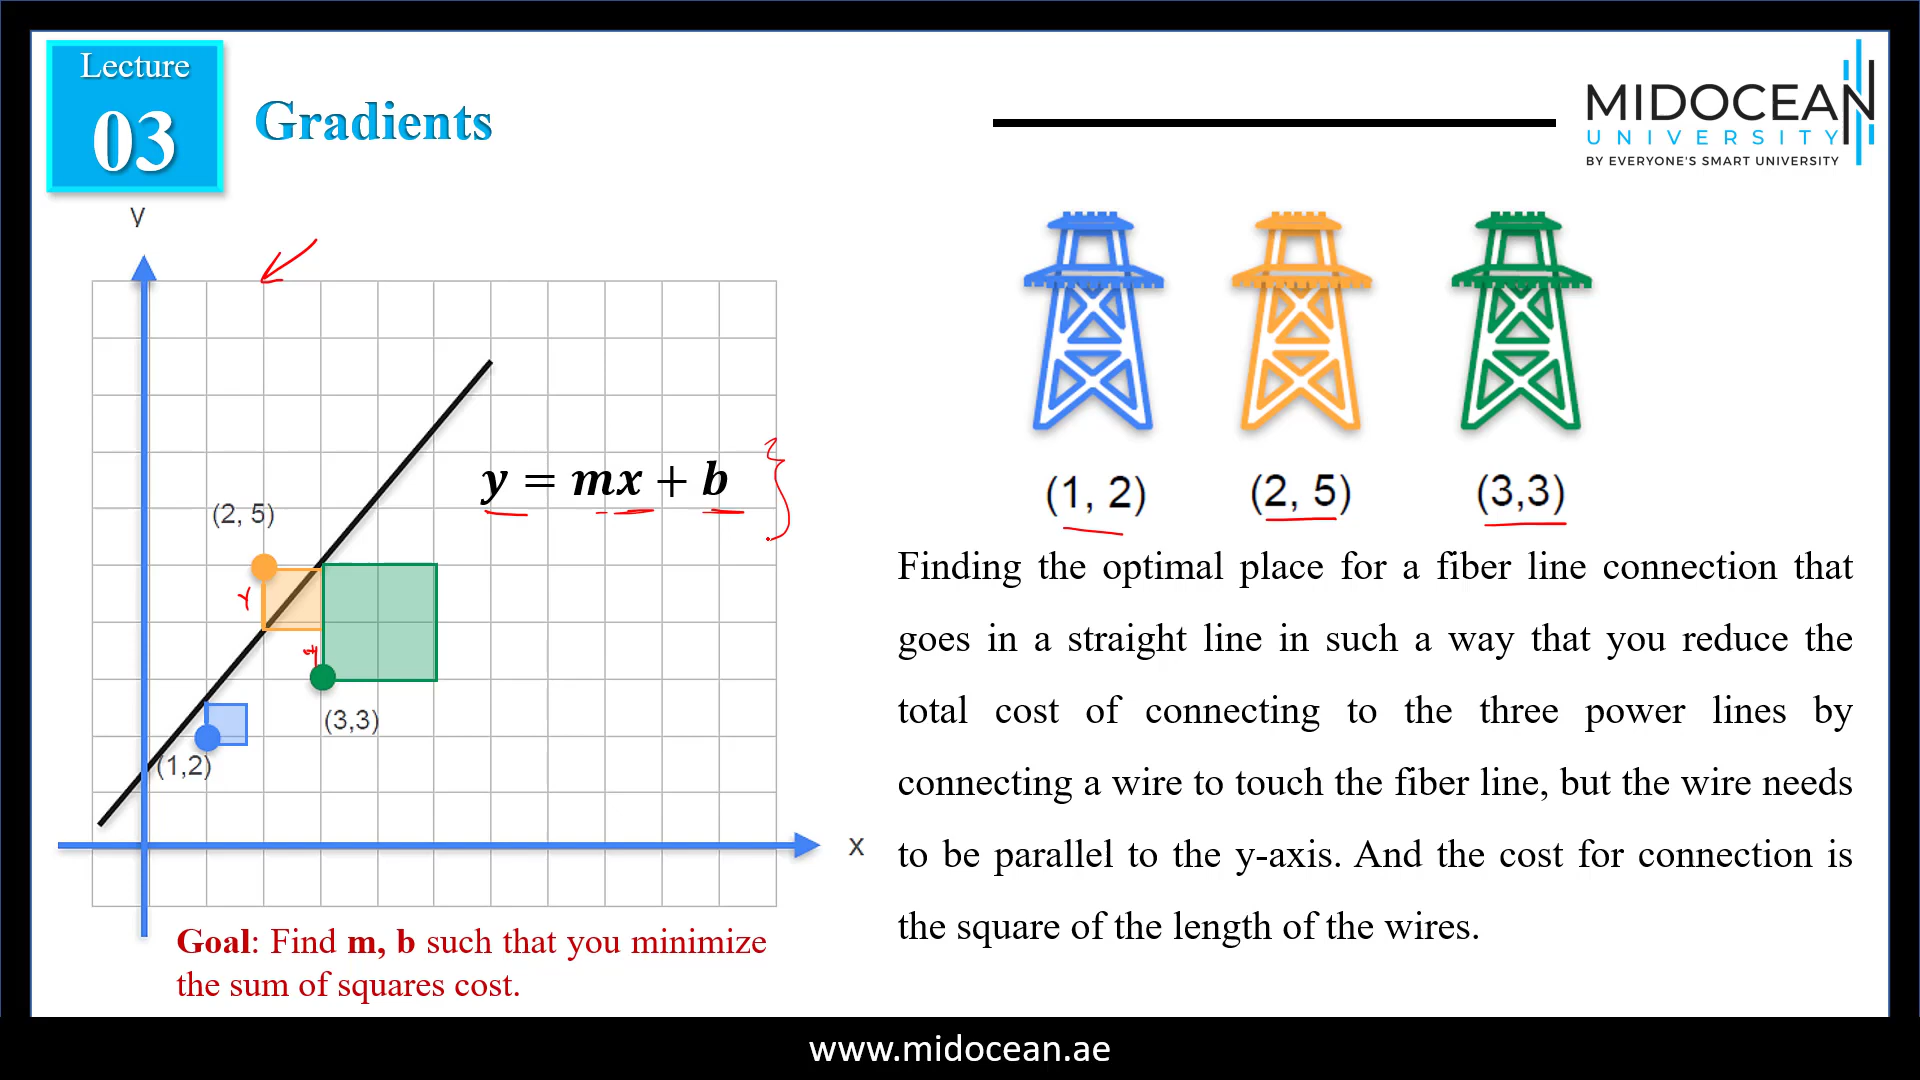 Lecture
03
Gradients
MIDOCEAN
UNIVERSITY
BY EVERYONE'S SMART UNIVERSITY
y
y = mx + b
(2, 5)
(3,3)
(1,2)
x
Goal: Find m, b such that you minimize
the sum of squares cost.
(1, 2)
(2, 5)
(3,3)
Finding the optimal place for a fiber line connection that
goes in a straight line in such a way that you reduce the
total cost of connecting to the three power lines by
connecting a wire to touch the fiber line, but the wire needs
to be parallel to the y-axis. And the cost for connection is
the square of the length of the wires.
www.midocean.ae